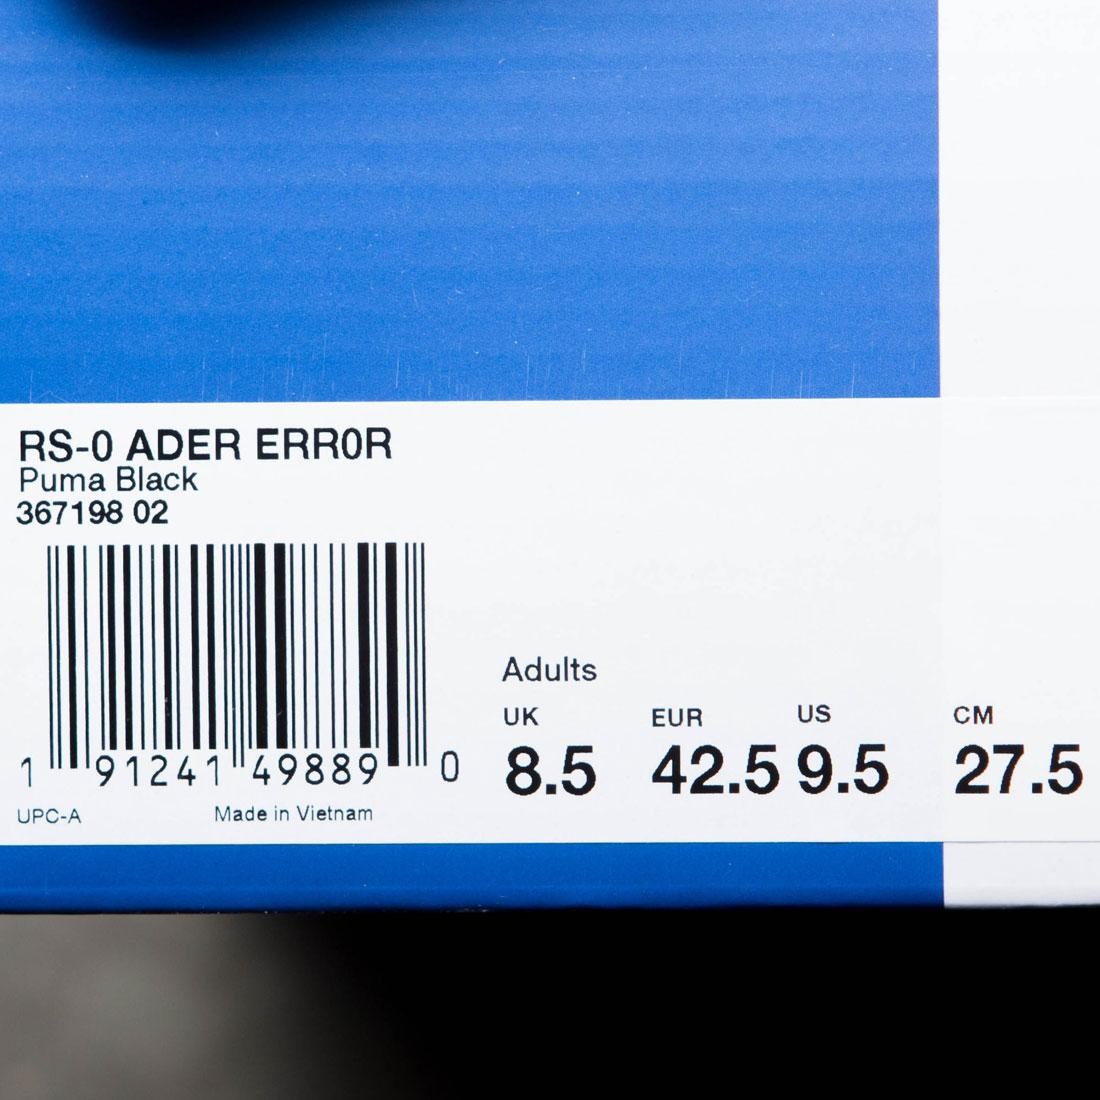 RS-0 ADER ERR0R
Puma Black
367198 02
1 91241 49889 0
UPC-A
Made in Vietnam
Adults
UK EUR US CM
8.5 42.5 9.5 27.5